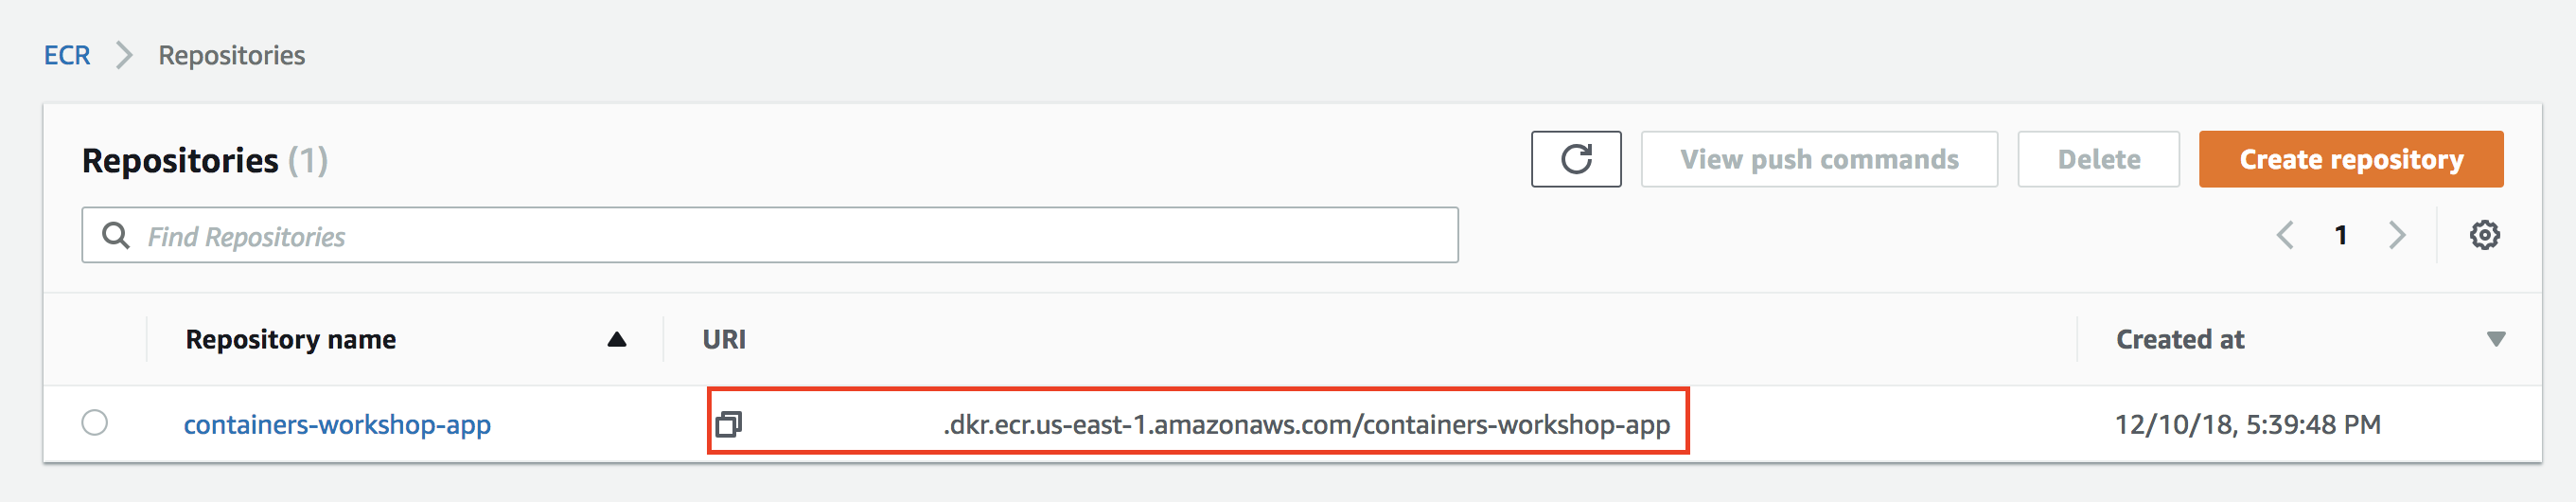 ECR Repositories
Repositories (1)
View push commands Delete Create repository
Find Repositories
1
Repository name URI Created at
containers-workshop-app .dkr.ecr.us-east-1.amazonaws.com/containers-workshop-app 12/10/18, 5:39:48 PM